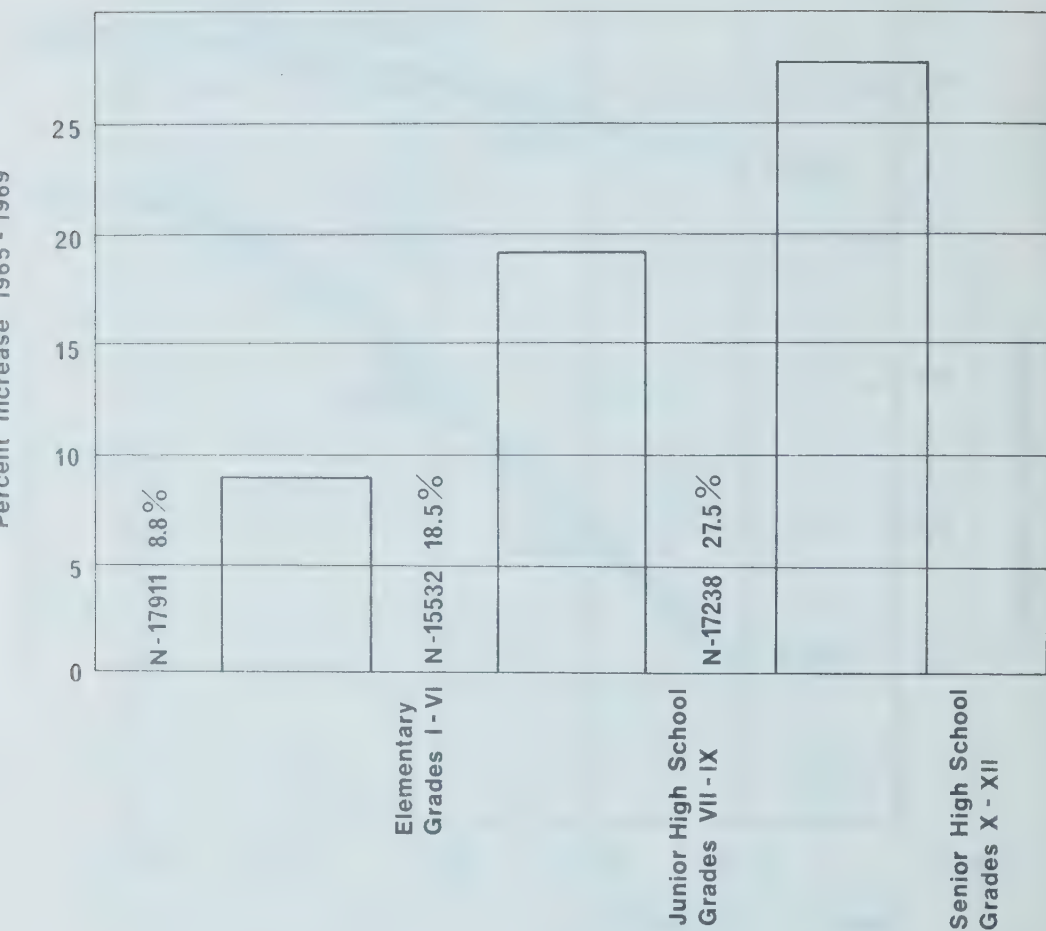 Percent Increase 1965 - 1969
25
20
15
10
5
0
N - 17911 8.8%
N - 15532 18.5%
N - 17238 27.5%
Elementary
Grades I - VI
Junior High School
Grades VII - IX
Senior High School
Grades X - XII